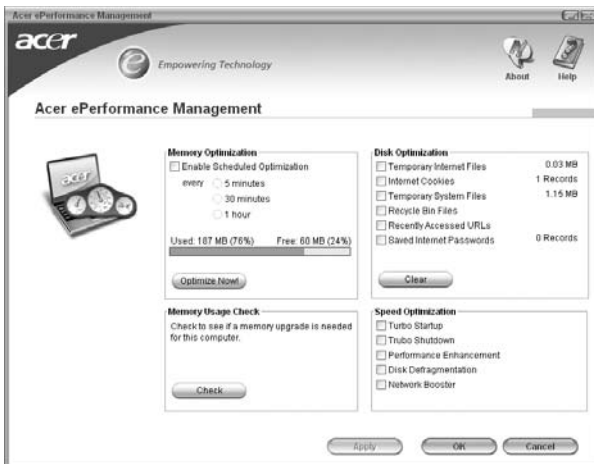 Acer ePerformance Management
acer
e Empowering Technology
About Help
Acer ePerformance Management
acer
Memory Optimization
Enable Scheduled Optimization
every 5 minutes
30 minutes
1 hour
Used: 187 MB (76%) Free: 60 MB (24%)
Optimize Now!
Disk Optimization
Temporary Internet Files 0.03 MB
Internet Cookies 1 Records
Temporary System Files 1.15 MB
Recycle Bin Files
Recently Accessed URLs
Saved Internet Passwords 0 Records
Clear
Memory Usage Check
Check to see if a memory upgrade is needed
for this computer.
Check
Speed Optimization
Turbo Startup
Trubo Shutdown
Performance Enhancement
Disk Defragmentation
Network Booster
Apply OK Cancel